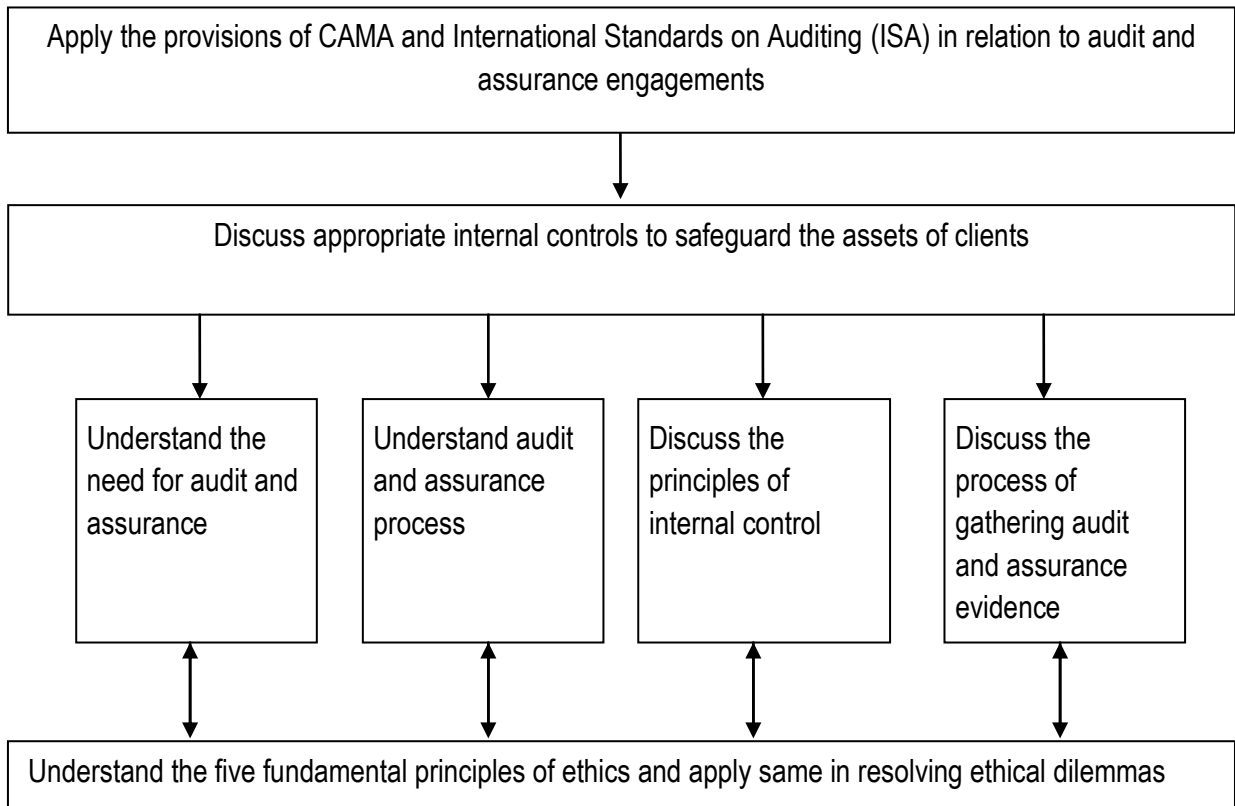 Apply the provisions of CAMA and International Standards on Auditing (ISA) in relation to audit and
assurance engagements
Discuss appropriate internal controls to safeguard the assets of clients
Understand the
need for audit and
assurance
Understand audit
and assurance
process
Discuss the
principles of
internal control
Discuss the
process of
gathering audit
and assurance
evidence
Understand the five fundamental principles of ethics and apply same in resolving ethical dilemmas